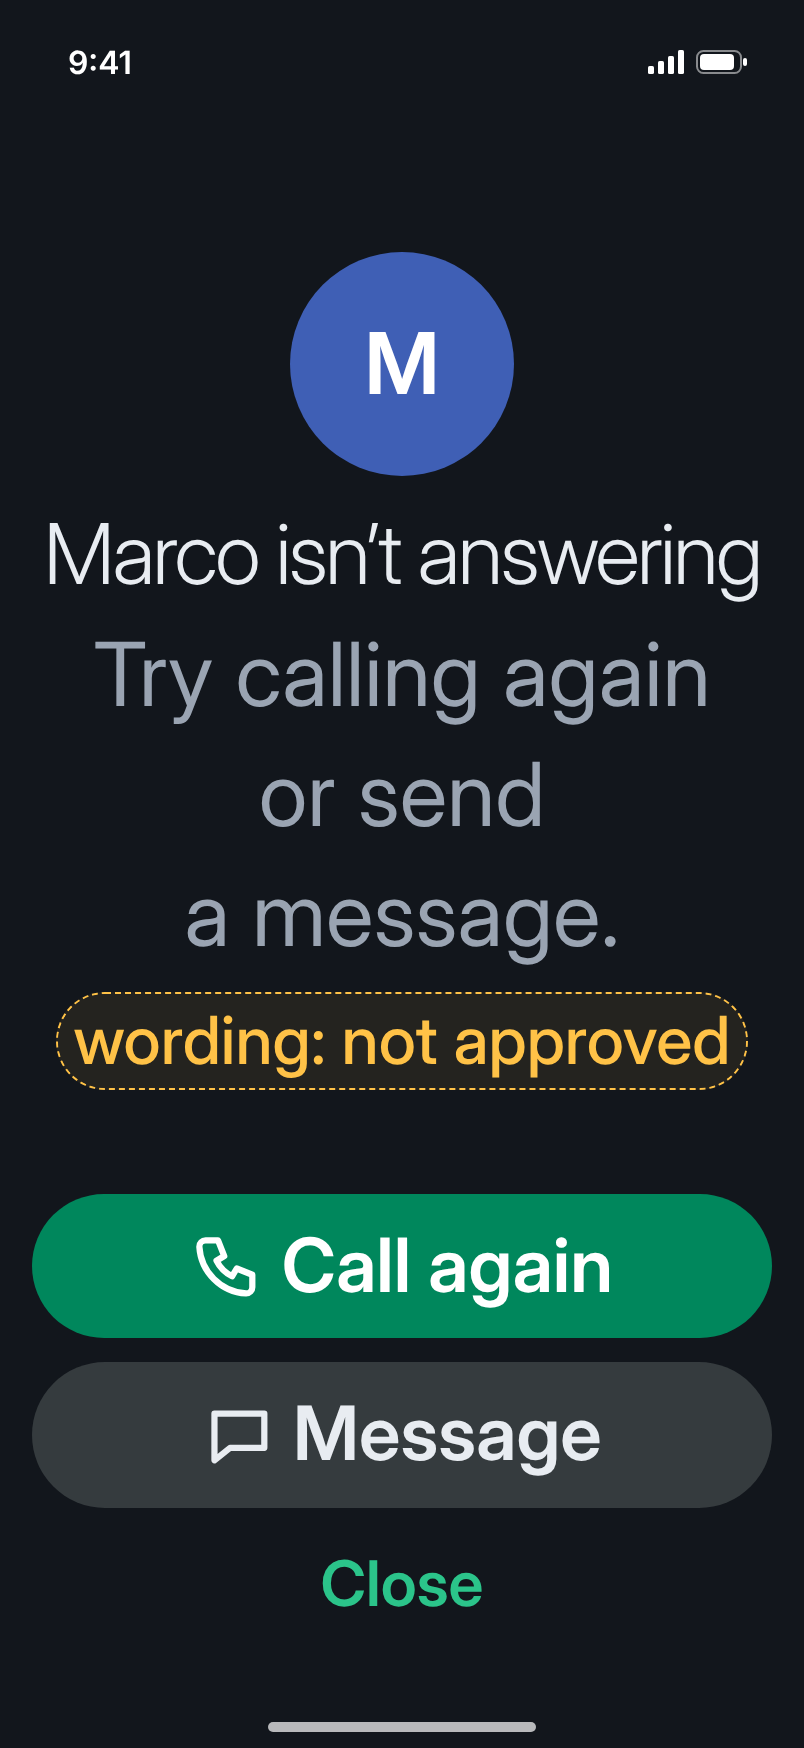 9:41
M
Marco isn’t answering
Try calling again
or send
a message.
wording: not approved
Call again
Message
Close